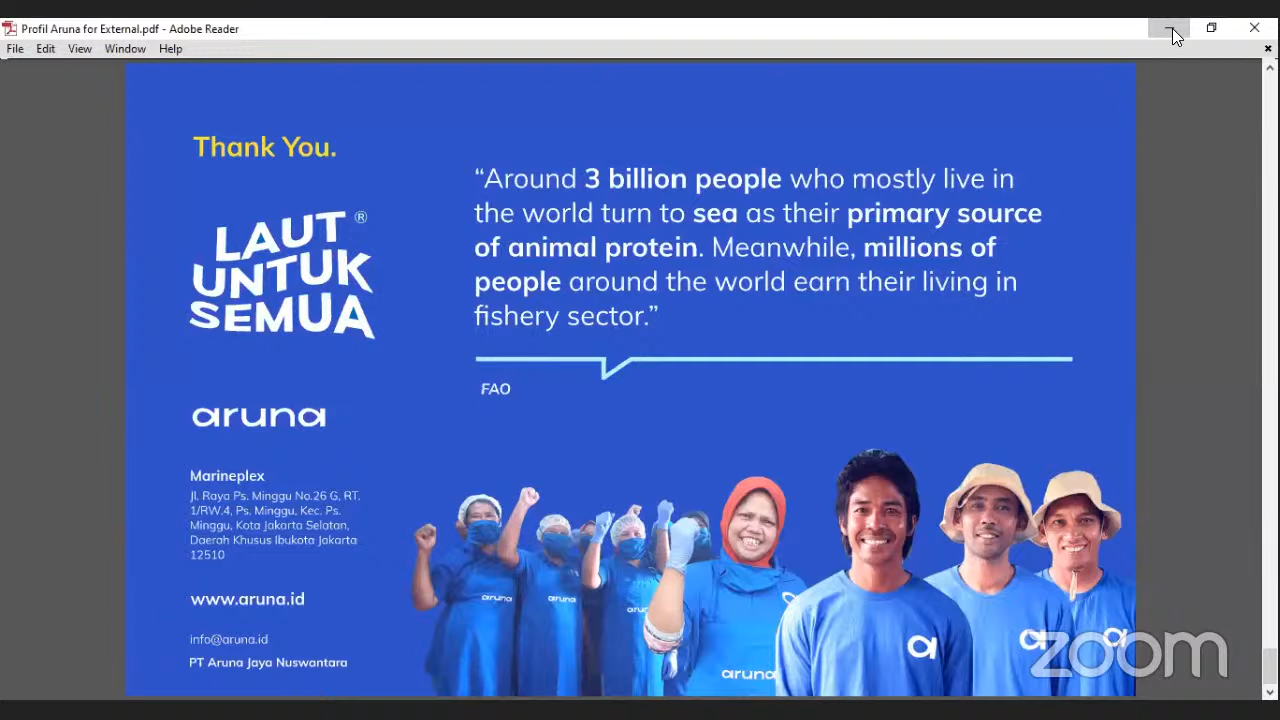 Profil Aruna for External.pdf - Adobe Reader
File Edit View Window Help
Thank You.
LAUT ®
UNTUK
SEMUA
“Around 3 billion people who mostly live in
the world turn to sea as their primary source
of animal protein. Meanwhile, millions of
people around the world earn their living in
fishery sector.”
FAO
aruna
Marineplex
Jl. Raya Ps. Minggu No.26 G, RT.
1/RW.4, Ps. Minggu, Kec. Ps.
Minggu, Kota Jakarta Selatan,
Daerah Khusus Ibukota Jakarta
12510
www.aruna.id
info@aruna.id
PT Aruna Jaya Nuswantara
aruna
aruna
aruna
zoom